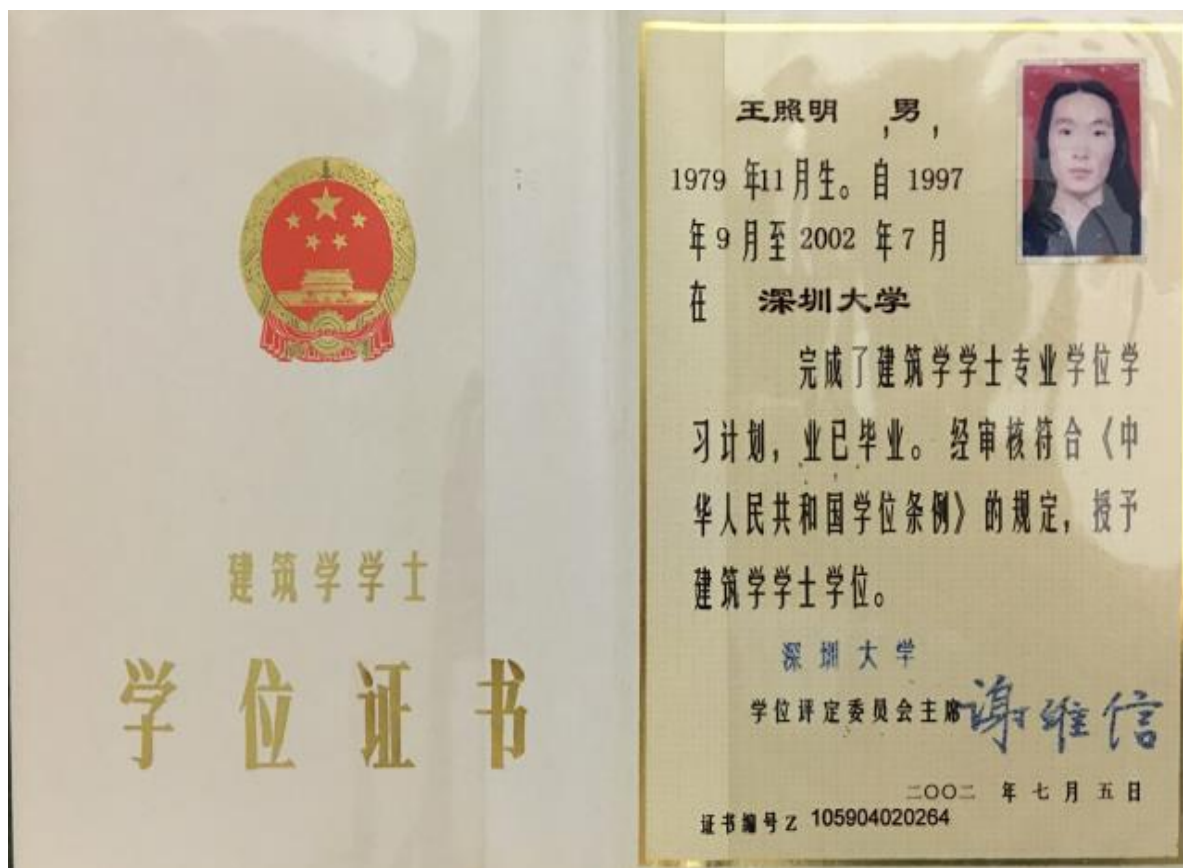 建筑学学士
学位证书
王照明 ,男,
1979 年11 月生。自 1997
年 9 月至 2002 年 7 月
在 深圳大学
完成了建筑学学士专业学位学
习计划，业已毕业。经审核符合《中
华人民共和国学位条例》的规定，授予
建筑学学士学位。
深圳大学
学位评定委员会主席 谢维信
二〇〇二 年 七 月 五 日
证书编号 Z 105904020264